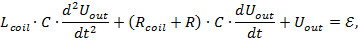 L_coil · C · d²U_out/dt² + (R_coil + R) · C · dU_out/dt + U_out = ℰ,